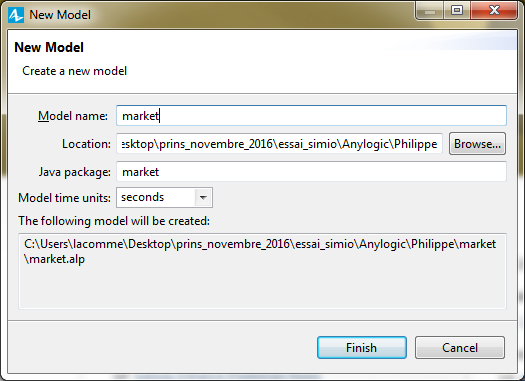 New Model
New Model
Create a new model
Model name: market
Location: esktop\prins_novembre_2016\essai_simio\Anylogic\Philippe Browse...
Java package: market
Model time units: seconds
The following model will be created:
C:\Users\lacomme\Desktop\prins_novembre_2016\essai_simio\Anylogic\Philippe\market
\market.alp
Finish Cancel